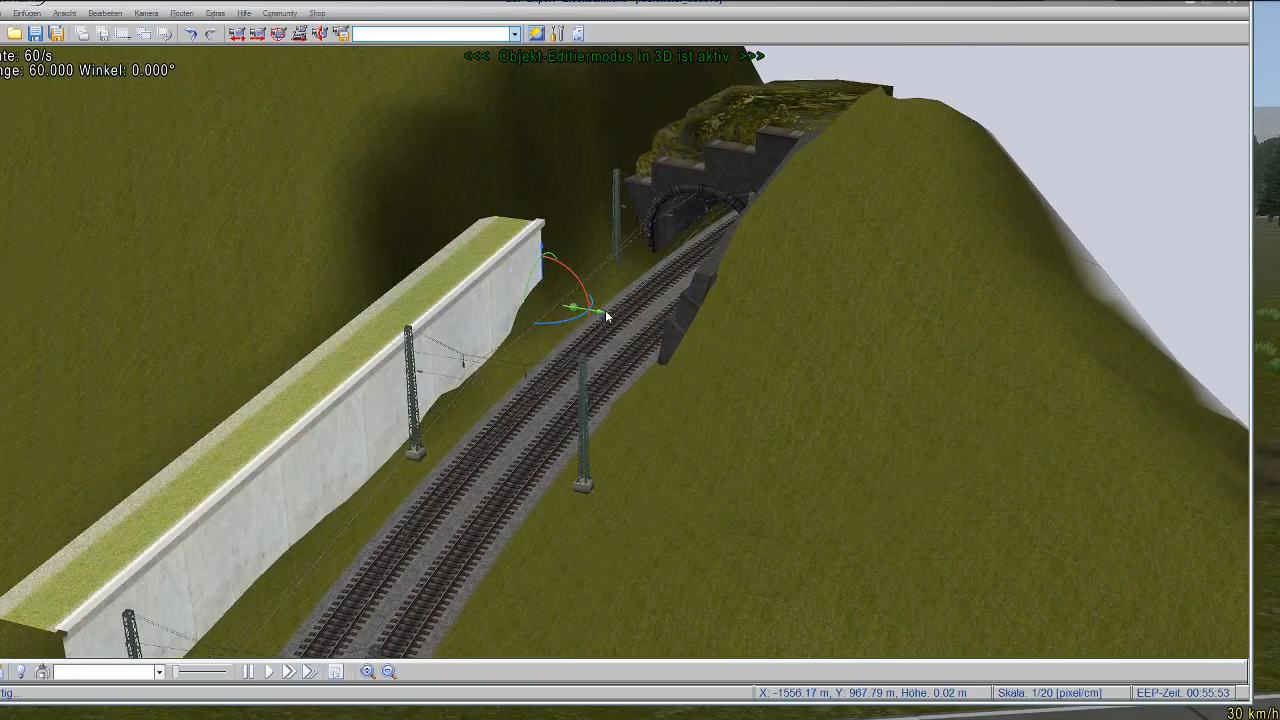 Einfügen Ansicht Bearbeiten Kamera Routen Extras Hilfe Community Shop
te: 60/s
<<< Objekt-Editiermodus in 3D ist aktiv >>>
nge: 60.000 Winkel: 0.000°
tig...
X. -1556.17 m, Y. 967.79 m, Höhe. 0.02 m
Skala. 1/20 [pixel/cm]
EEP-Zeit. 00:55:53
30 km/h